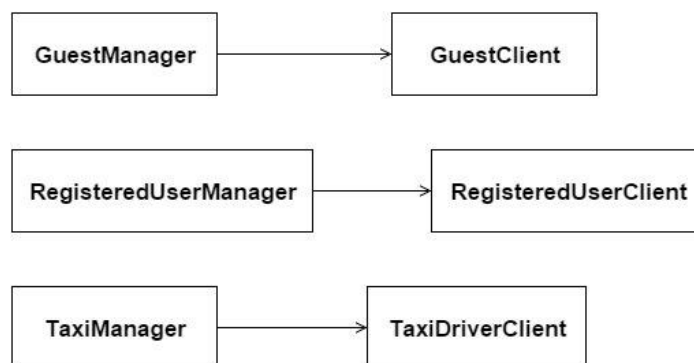 GuestManager
GuestClient
RegisteredUserManager
RegisteredUserClient
TaxiManager
TaxiDriverClient